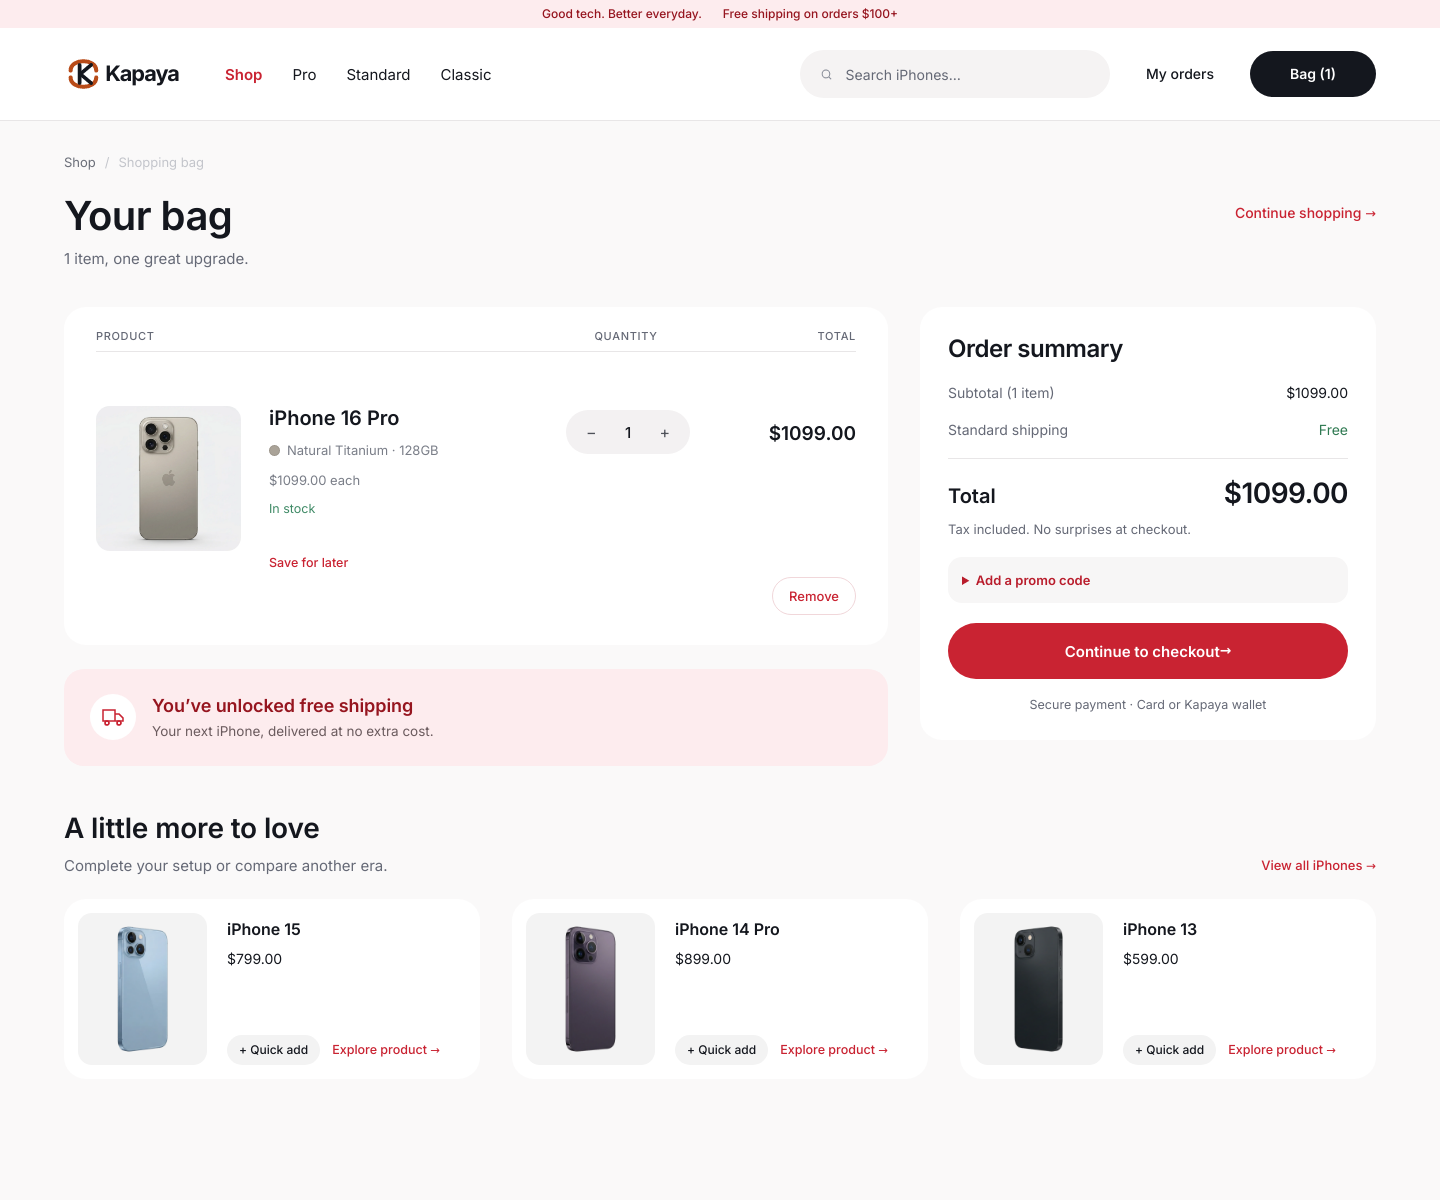 Good tech. Better everyday. Free shipping on orders $100+
Kapaya Shop Pro Standard Classic Search iPhones... My orders Bag (1)
Shop / Shopping bag
Your bag
Continue shopping →
1 item, one great upgrade.
PRODUCT QUANTITY TOTAL
iPhone 16 Pro
− 1 + $1099.00
Natural Titanium · 128GB
$1099.00 each
In stock
Save for later
Remove
You’ve unlocked free shipping
Your next iPhone, delivered at no extra cost.
Order summary
Subtotal (1 item) $1099.00
Standard shipping Free
Total $1099.00
Tax included. No surprises at checkout.
Add a promo code
Continue to checkout→
Secure payment · Card or Kapaya wallet
A little more to love
Complete your setup or compare another era.
View all iPhones →
iPhone 15
$799.00
+ Quick add Explore product →
iPhone 14 Pro
$899.00
+ Quick add Explore product →
iPhone 13
$599.00
+ Quick add Explore product →